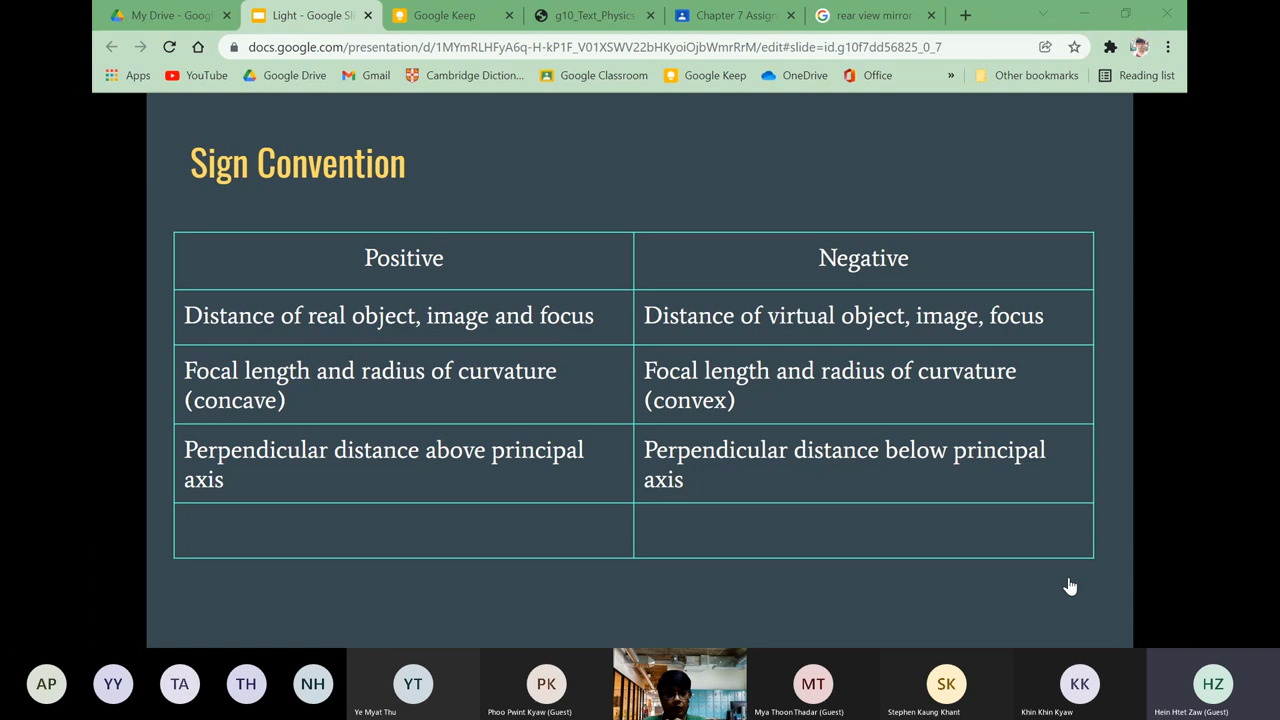 My Drive - Googl
Light - Google Sli
Google Keep
g10_Text_Physics
Chapter 7 Assign
rear view mirror
docs.google.com/presentation/d/1MYmRLHFyA6q-H-kP1F_V01XSWV22bHKyoiOjbWmrRrM/edit#slide=id.g10f7dd56825_0_7
Apps YouTube Google Drive Gmail Cambridge Diction... Google Classroom Google Keep OneDrive Office » Other bookmarks Reading list
Sign Convention
Positive
Negative
Distance of real object, image and focus
Distance of virtual object, image, focus
Focal length and radius of curvature
(concave)
Focal length and radius of curvature
(convex)
Perpendicular distance above principal
axis
Perpendicular distance below principal
axis
AP
YY
TA
TH
NH
YT
Ye Myat Thu
PK
Phoo Pwint Kyaw (Guest)
MT
Mya Thoon Thadar (Guest)
SK
Stephen Kaung Khant
KK
Khin Khin Kyaw
HZ
Hein Htet Zaw (Guest)